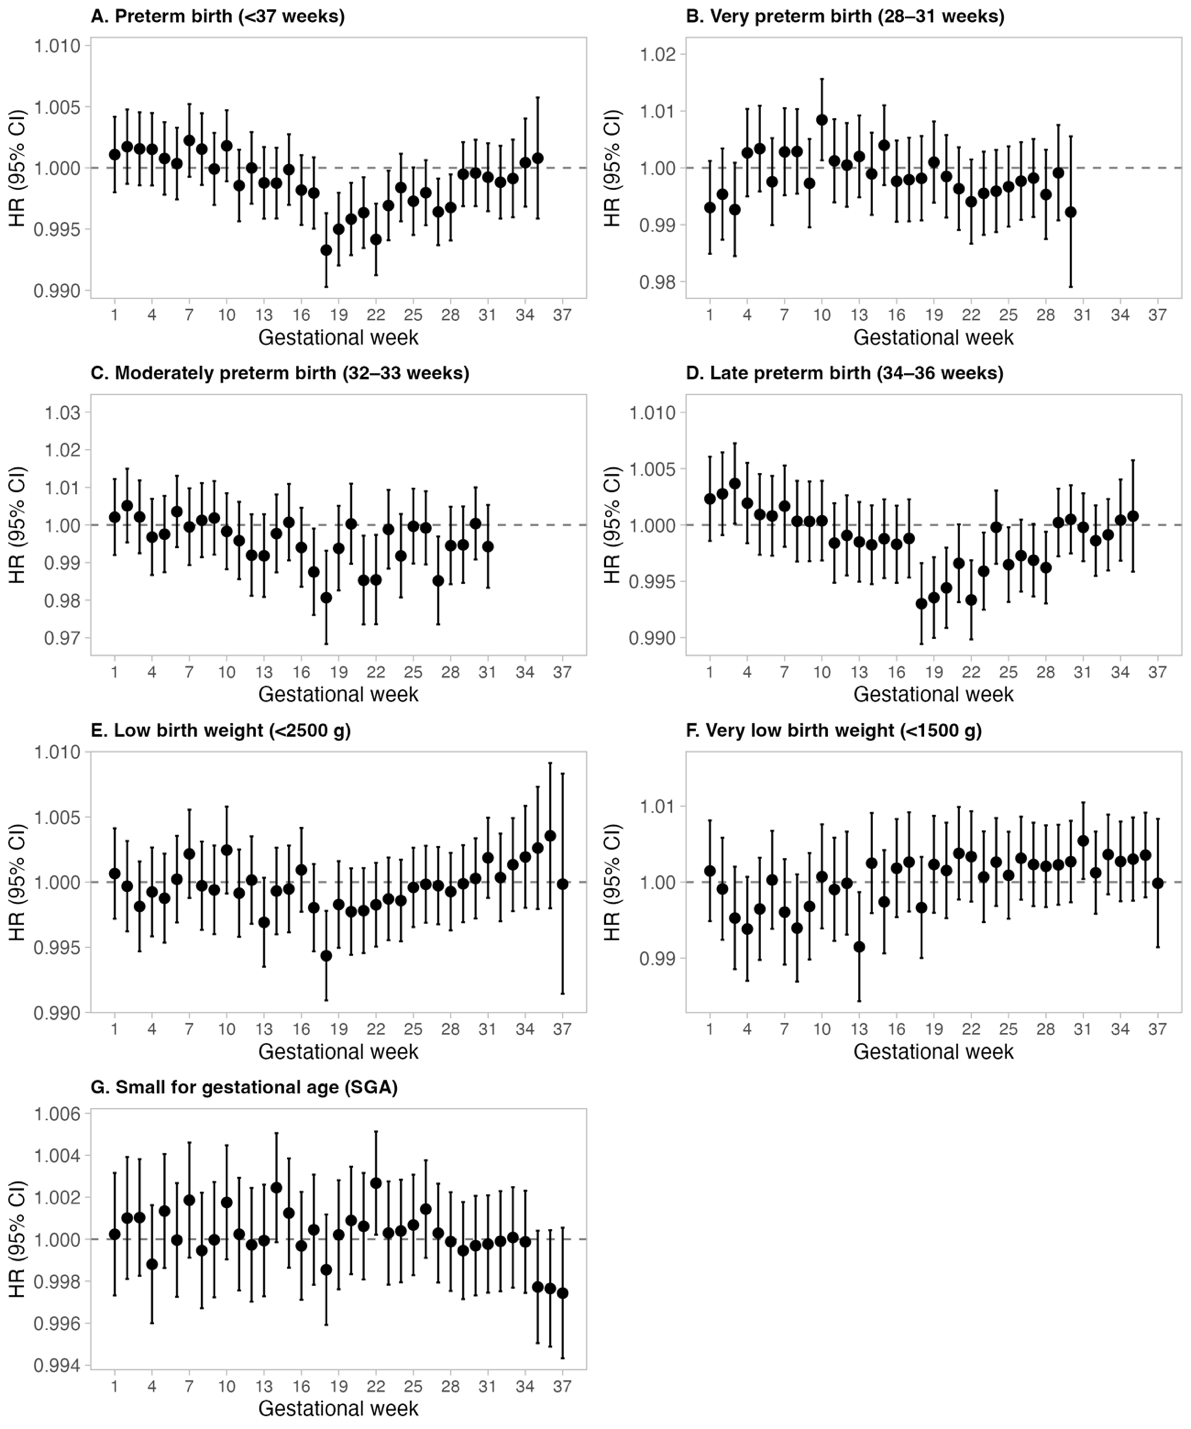 A. Preterm birth (<37 weeks)
HR (95% CI)
1.010
1.005
1.000
0.995
0.990
1 4 7 10 13 16 19 22 25 28 31 34 37
Gestational week
B. Very preterm birth (28–31 weeks)
HR (95% CI)
1.02
1.01
1.00
0.99
0.98
1 4 7 10 13 16 19 22 25 28 31 34 37
Gestational week
C. Moderately preterm birth (32–33 weeks)
HR (95% CI)
1.03
1.02
1.01
1.00
0.99
0.98
0.97
1 4 7 10 13 16 19 22 25 28 31 34 37
Gestational week
D. Late preterm birth (34–36 weeks)
HR (95% CI)
1.010
1.005
1.000
0.995
0.990
1 4 7 10 13 16 19 22 25 28 31 34 37
Gestational week
E. Low birth weight (<2500 g)
HR (95% CI)
1.010
1.005
1.000
0.995
0.990
1 4 7 10 13 16 19 22 25 28 31 34 37
Gestational week
F. Very low birth weight (<1500 g)
HR (95% CI)
1.01
1.00
0.99
1 4 7 10 13 16 19 22 25 28 31 34 37
Gestational week
G. Small for gestational age (SGA)
HR (95% CI)
1.006
1.004
1.002
1.000
0.998
0.996
0.994
1 4 7 10 13 16 19 22 25 28 31 34 37
Gestational week